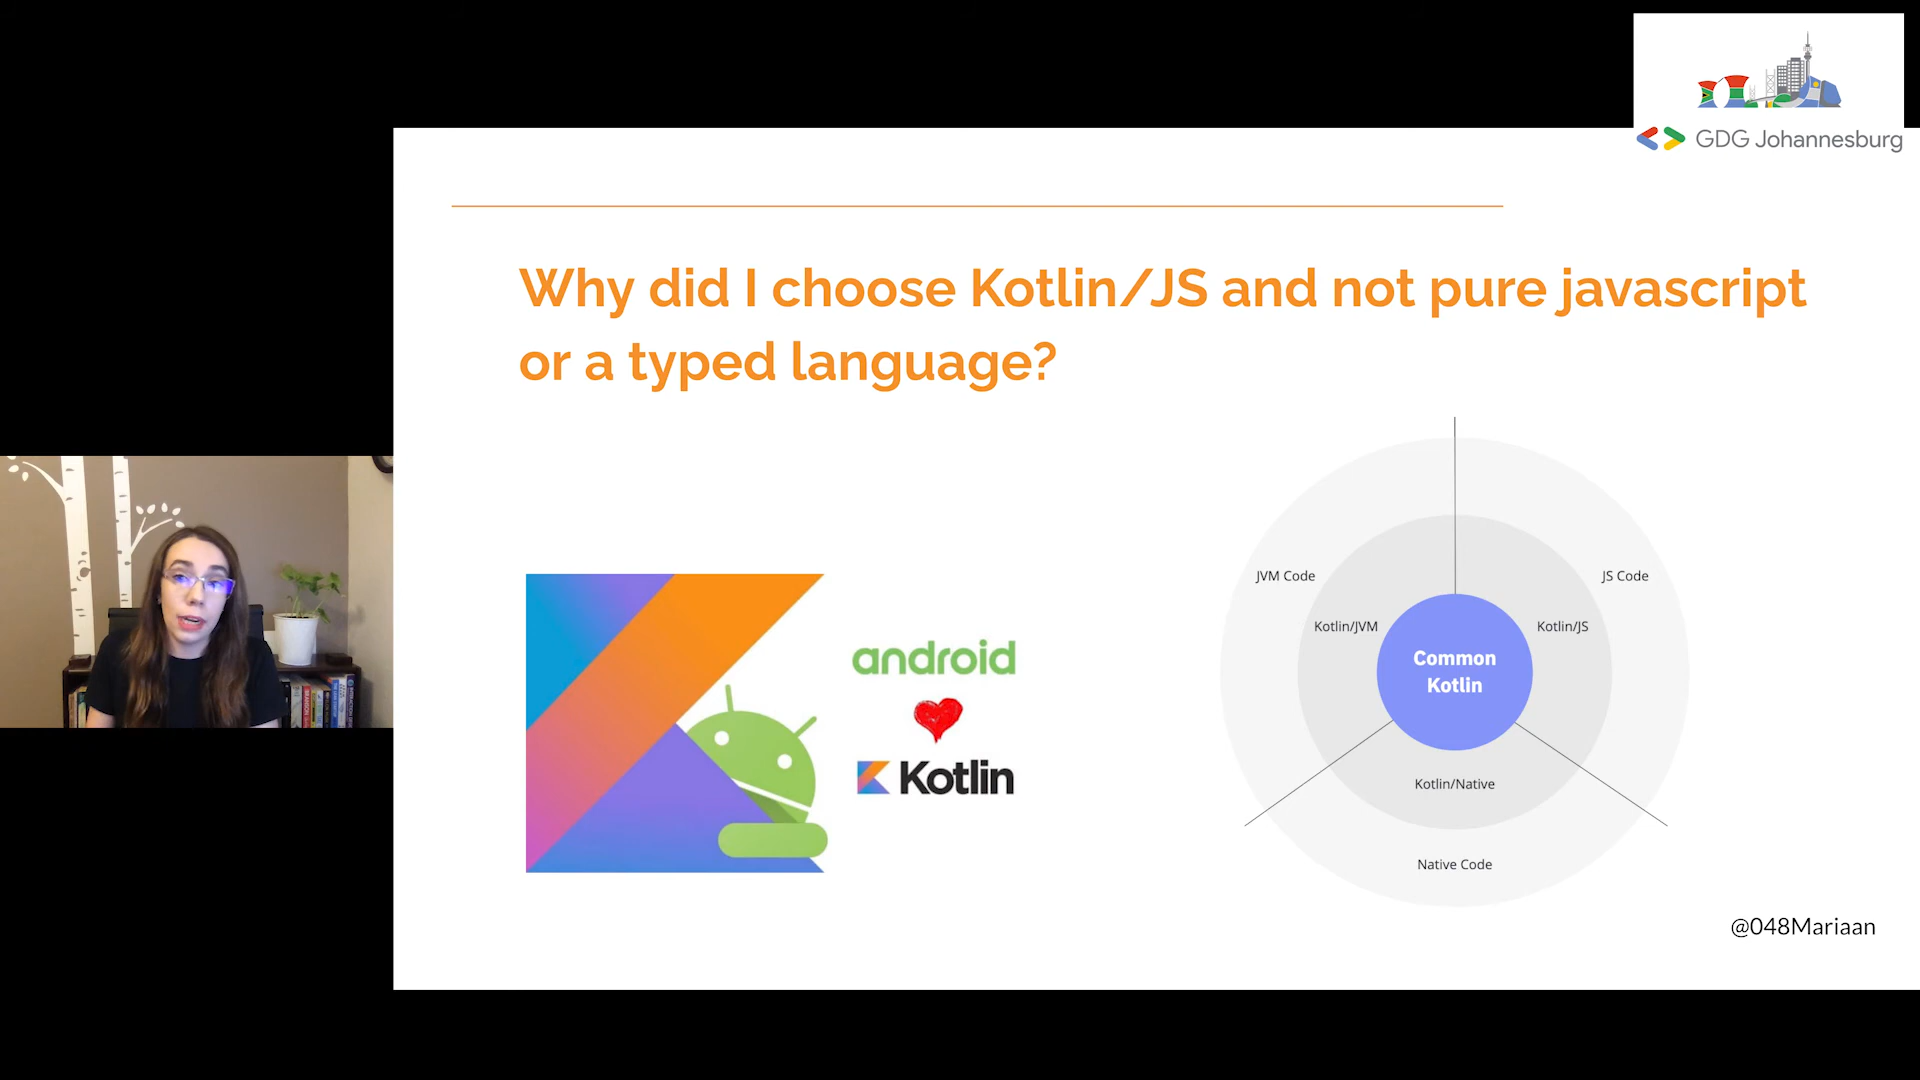 GDG Johannesburg
Why did I choose Kotlin/JS and not pure javascript
or a typed language?
android
Kotlin
JVM Code
JS Code
Kotlin/JVM
Kotlin/JS
Common
Kotlin
Kotlin/Native
Native Code
@048Mariaan